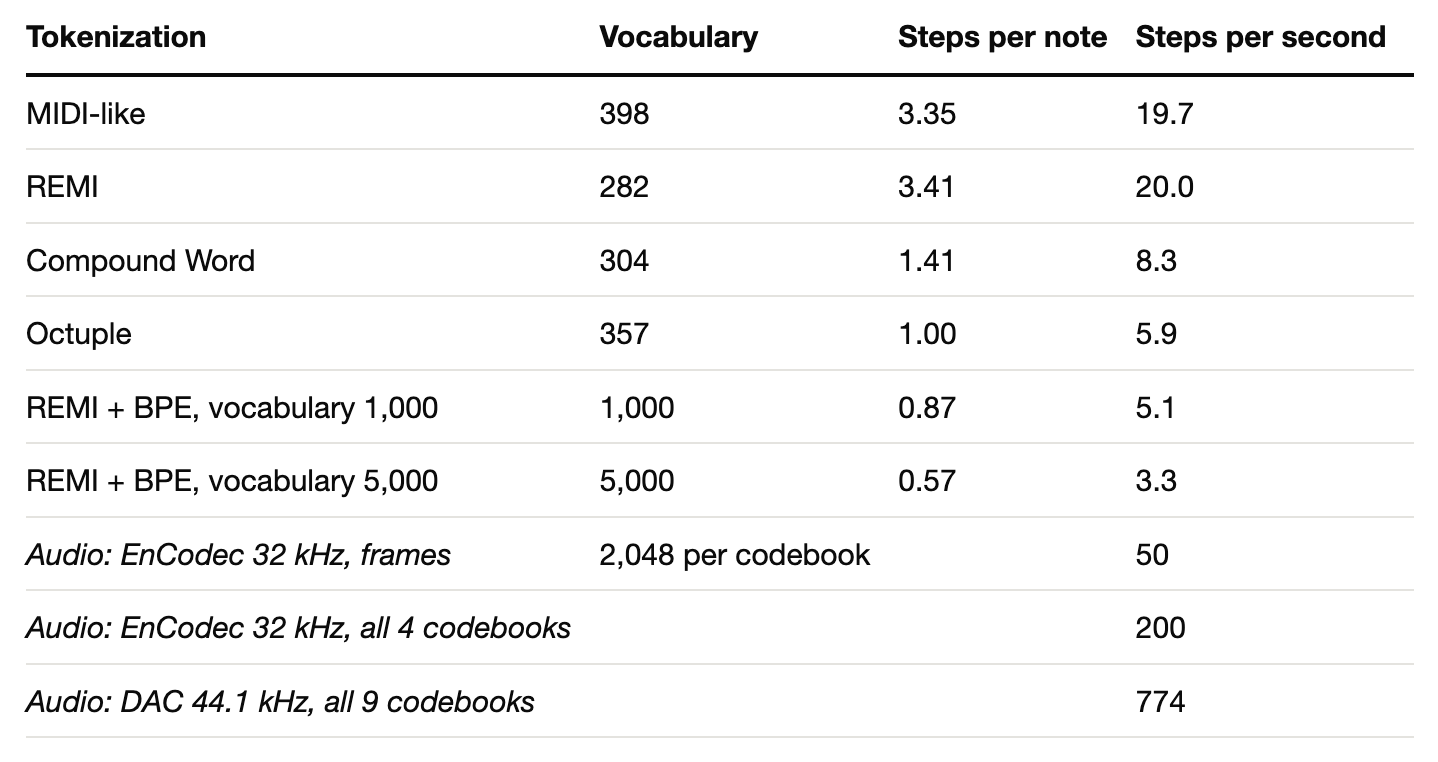 Tokenization Vocabulary Steps per note Steps per second
MIDI-like 398 3.35 19.7
REMI 282 3.41 20.0
Compound Word 304 1.41 8.3
Octuple 357 1.00 5.9
REMI + BPE, vocabulary 1,000 1,000 0.87 5.1
REMI + BPE, vocabulary 5,000 5,000 0.57 3.3
Audio: EnCodec 32 kHz, frames 2,048 per codebook 50
Audio: EnCodec 32 kHz, all 4 codebooks 200
Audio: DAC 44.1 kHz, all 9 codebooks 774